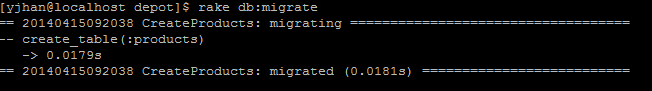 [yjhan@localhost depot]$ rake db:migrate
== 20140415092038 CreateProducts: migrating ===================================
-- create_table(:products)
   -> 0.0179s
== 20140415092038 CreateProducts: migrated (0.0181s) ==========================